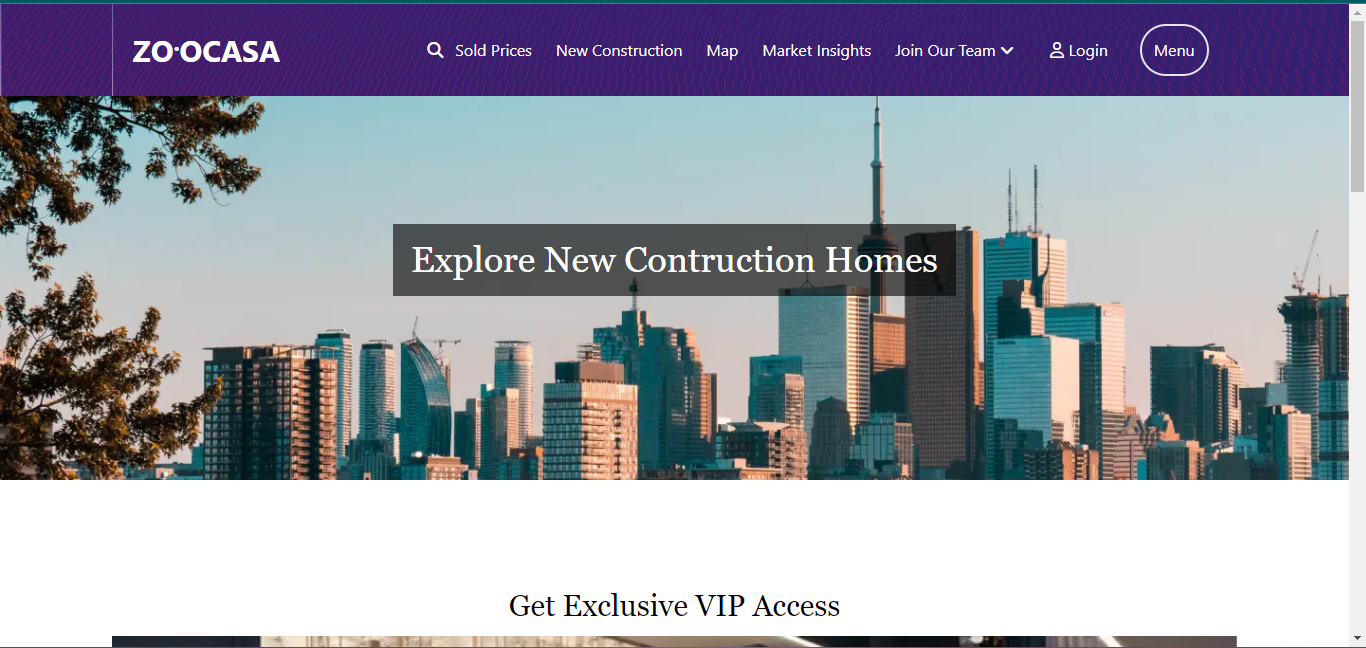 ZO·OCASA
Sold Prices New Construction Map Market Insights Join Our Team Login Menu
Explore New Contruction Homes
Get Exclusive VIP Access